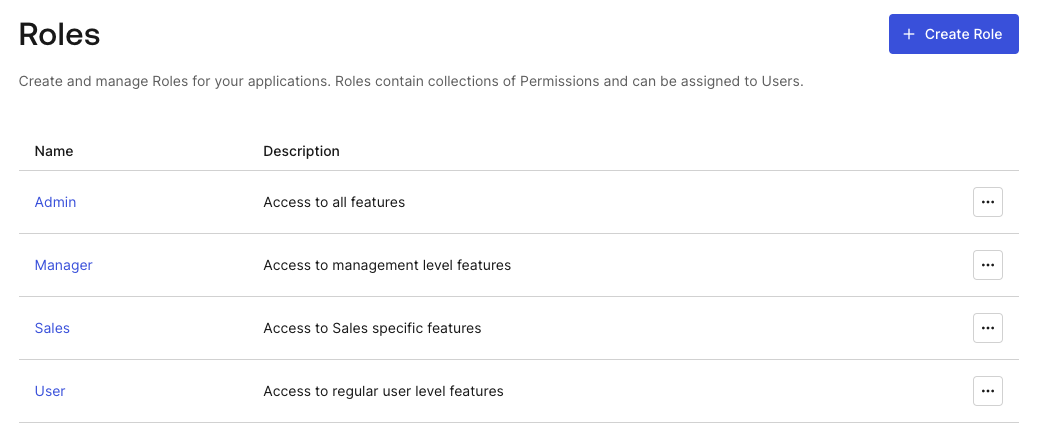 Roles
+ Create Role
Create and manage Roles for your applications. Roles contain collections of Permissions and can be assigned to Users.
Name Description
Admin Access to all features ...
Manager Access to management level features ...
Sales Access to Sales specific features ...
User Access to regular user level features ...